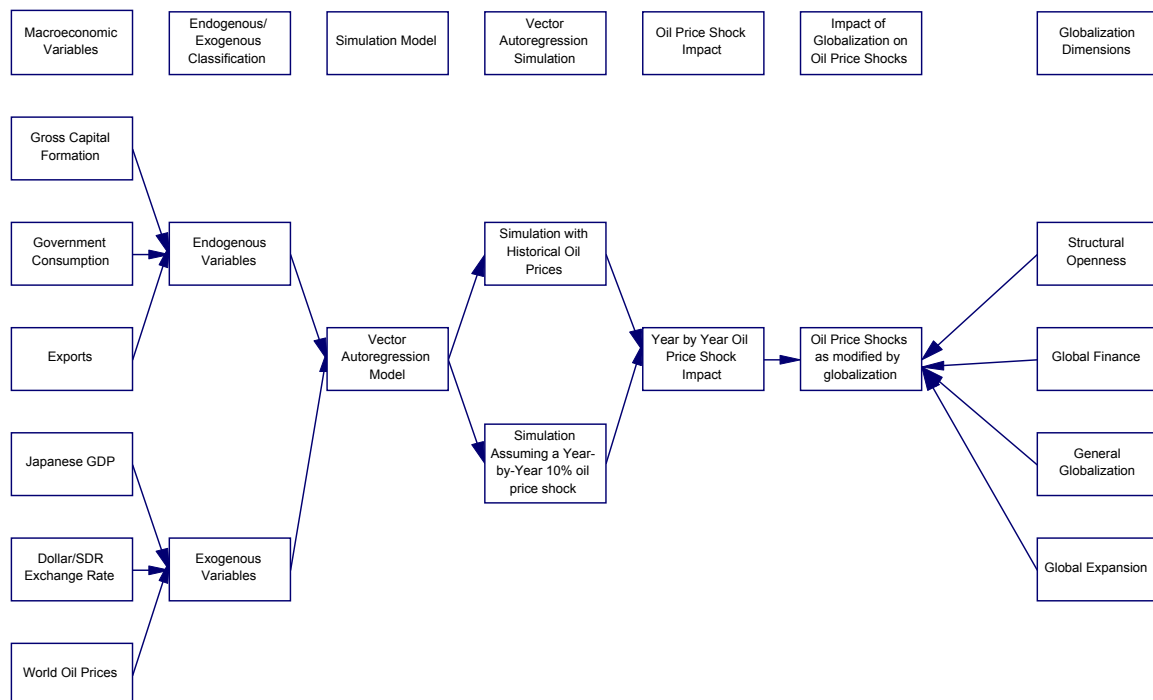 Macroeconomic
Variables
Endogenous/
Exogenous
Classification
Simulation Model
Vector
Autoregression
Simulation
Oil Price Shock
Impact
Impact of
Globalization on
Oil Price Shocks
Globalization
Dimensions
Gross Capital
Formation
Government
Consumption
Exports
Japanese GDP
Dollar/SDR
Exchange Rate
World Oil Prices
Endogenous
Variables
Exogenous
Variables
Vector
Autoregression
Model
Simulation with
Historical Oil
Prices
Simulation
Assuming a Year-
by-Year 10% oil
price shock
Year by Year Oil
Price Shock
Impact
Oil Price Shocks
as modified by
globalization
Structural
Openness
Global Finance
General
Globalization
Global Expansion